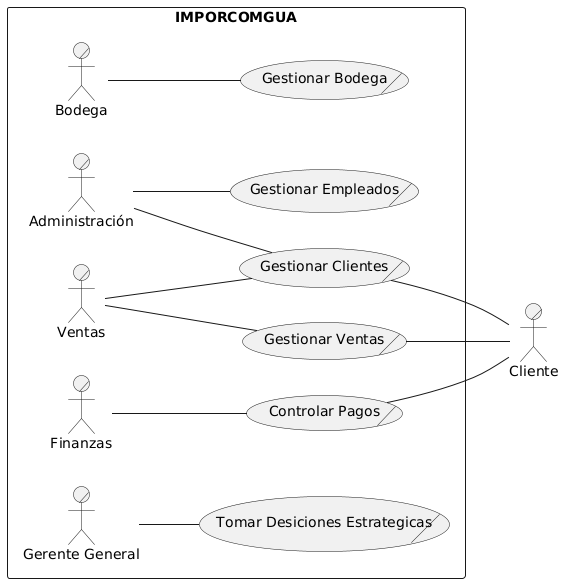 IMPORCOMGUA
Bodega
Gestionar Bodega
Administración
Gestionar Empleados
Gestionar Clientes
Ventas
Gestionar Ventas
Cliente
Finanzas
Controlar Pagos
Gerente General
Tomar Desiciones Estrategicas